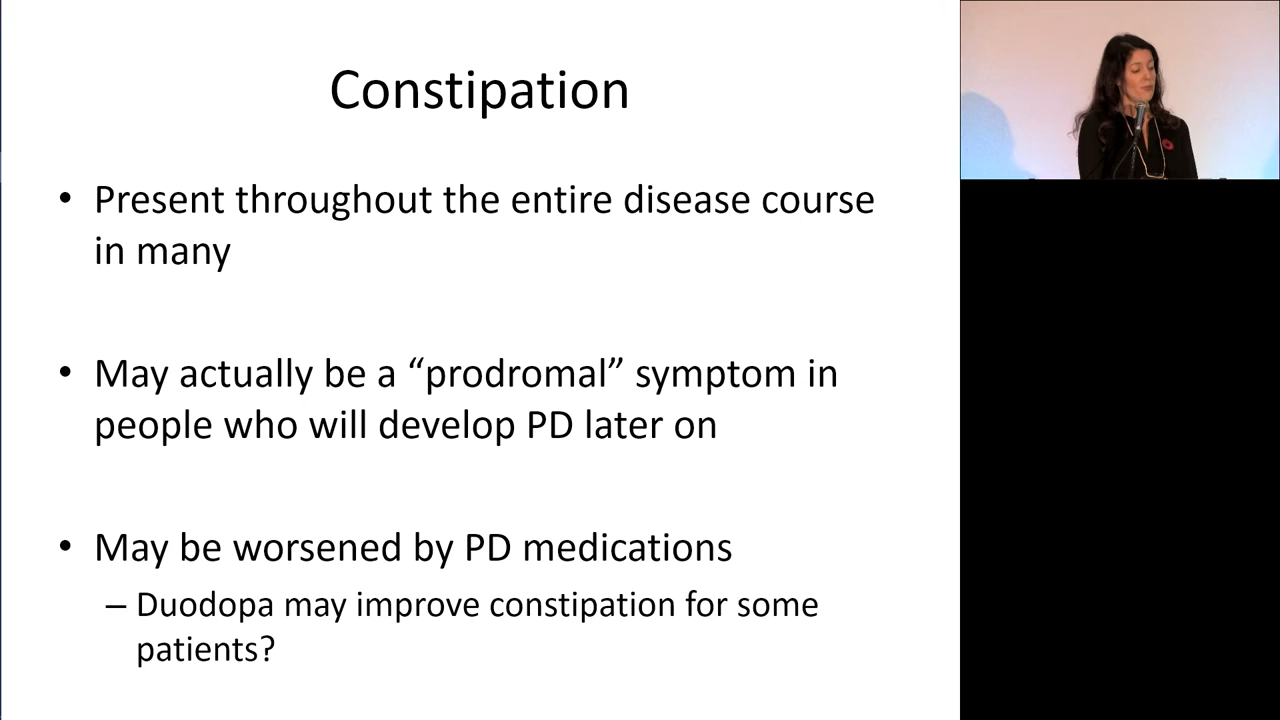 Constipation
• Present throughout the entire disease course
in many
• May actually be a “prodromal” symptom in
people who will develop PD later on
• May be worsened by PD medications
– Duodopa may improve constipation for some
patients?